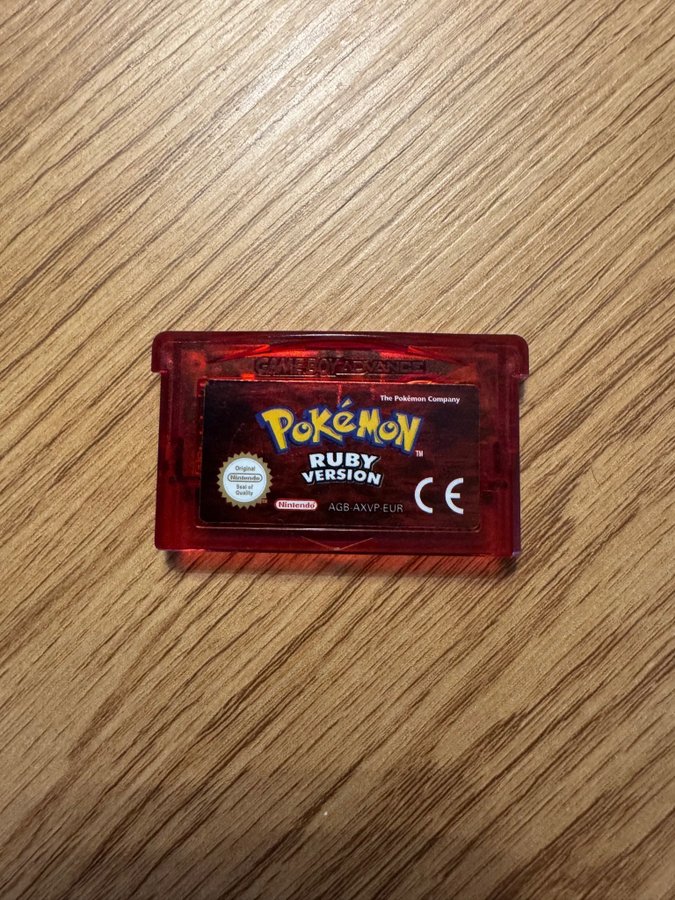 GAME BOY ADVANCE
The Pokémon Company
POKéMON
TM
RUBY
VERSION
Original
Nintendo
Seal of
Quality
Nintendo
AGB-AXVP-EUR
CE